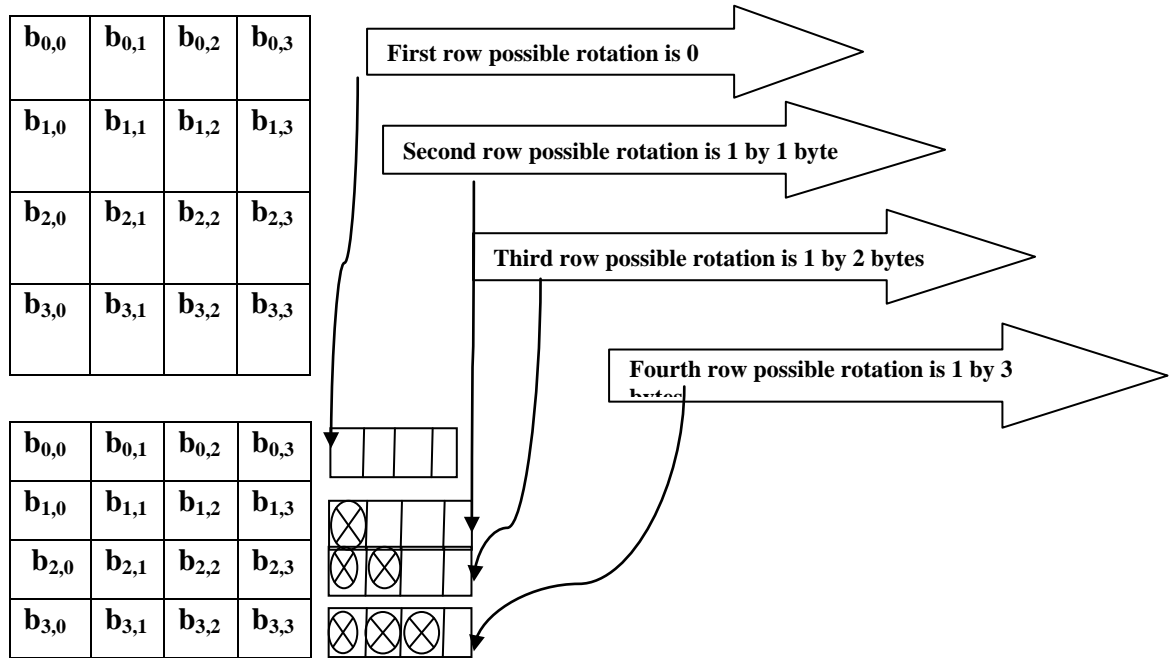 b0,0 b0,1 b0,2 b0,3
b1,0 b1,1 b1,2 b1,3
b2,0 b2,1 b2,2 b2,3
b3,0 b3,1 b3,2 b3,3
First row possible rotation is 0
Second row possible rotation is 1 by 1 byte
Third row possible rotation is 1 by 2 bytes
Fourth row possible rotation is 1 by 3
bytes
b0,0 b0,1 b0,2 b0,3
b1,0 b1,1 b1,2 b1,3
b2,0 b2,1 b2,2 b2,3
b3,0 b3,1 b3,2 b3,3